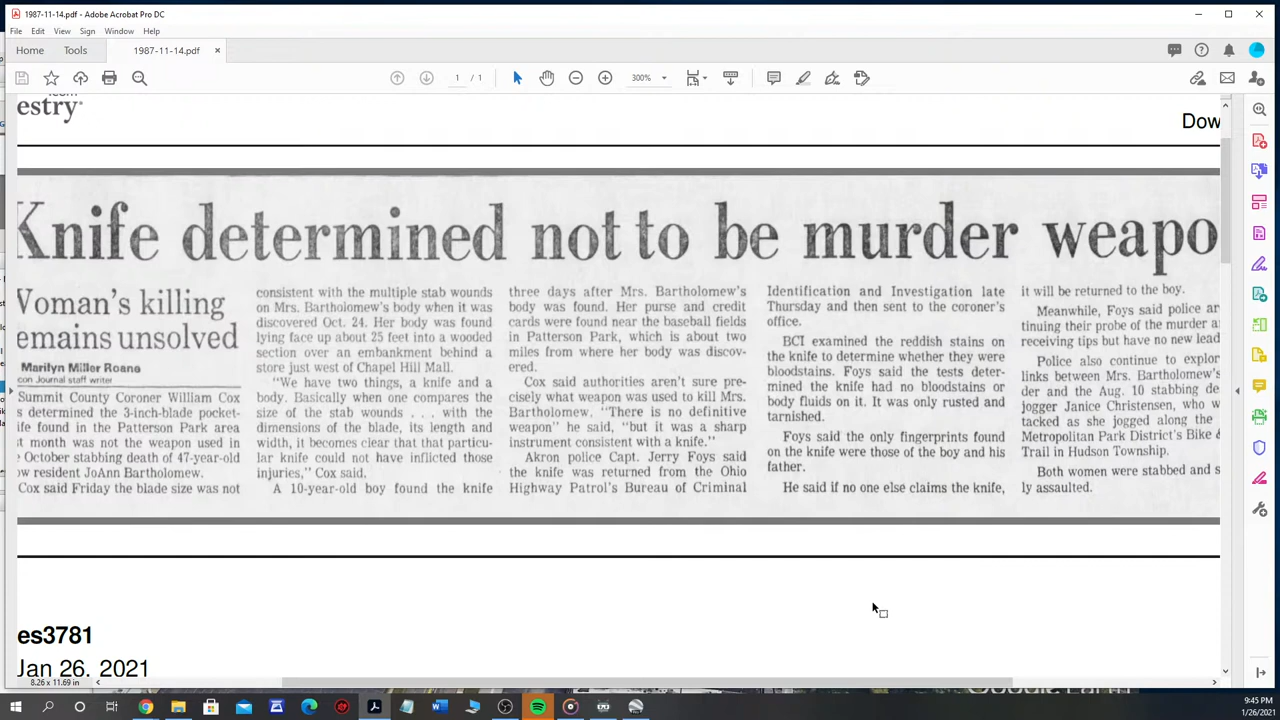 1987-11-14.pdf - Adobe Acrobat Pro DC
File Edit View Sign Window Help
Home Tools 1987-11-14.pdf ×
1 / 1 300%
estry
Dow
Knife determined not to be murder weapo
Woman's killing
emains unsolved
Marilyn Miller Roane
con Journal staff writer
Summit County Coroner William Cox
s determined the 3-inch-blade pocket-
ife found in the Patterson Park area
t month was not the weapon used in
October stabbing death of 47-year-old
ow resident JoAnn Bartholomew.
Cox said Friday the blade size was not
consistent with the multiple stab wounds
on Mrs. Bartholomew's body when it was
discovered Oct. 24. Her body was found
lying face up about 25 feet into a wooded
section over an embankment behind a
store just west of Chapel Hill Mall.
"We have two things, a knife and a
body. Basically when one compares the
size of the stab wounds . . . with the
dimensions of the blade, its length and
width, it becomes clear that that particu-
lar knife could not have inflicted those
injuries," Cox said.
A 10-year-old boy found the knife
three days after Mrs. Bartholomew's
body was found. Her purse and credit
cards were found near the baseball fields
in Patterson Park, which is about two
miles from where her body was discov-
ered.
Cox said authorities aren't sure pre-
cisely what weapon was used to kill Mrs.
Bartholomew. "There is no definitive
weapon" he said, "but it was a sharp
instrument consistent with a knife."
Akron police Capt. Jerry Foys said
the knife was returned from the Ohio
Highway Patrol's Bureau of Criminal
Identification and Investigation late
Thursday and then sent to the coroner's
office.
BCI examined the reddish stains on
the knife to determine whether they were
bloodstains. Foys said the tests deter-
mined the knife had no bloodstains or
body fluids on it. It was only rusted and
tarnished.
Foys said the only fingerprints found
on the knife were those of the boy and his
father.
He said if no one else claims the knife,
it will be returned to the boy.
Meanwhile, Foys said police ar
tinuing their probe of the murder a
receiving tips but have no new lead
Police also continue to explor
links between Mrs. Bartholomew's
der and the Aug. 10 stabbing de
jogger Janice Christensen, who w
tacked as she jogged along the
Metropolitan Park District's Bike &
Trail in Hudson Township.
Both women were stabbed and s
ly assaulted.
es3781
Jan 26, 2021
8.26 x 11.69 in
Google Earth
9:45 PM
1/26/2021